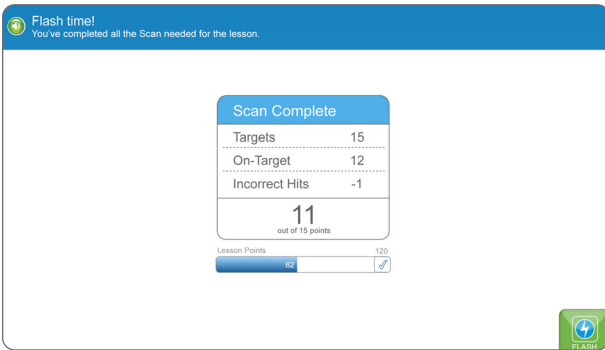 Flash time!
You've completed all the Scan needed for the lesson.
Scan Complete
Targets 15
On-Target 12
Incorrect Hits -1
11
out of 15 points
Lesson Points 120
62
FLASH